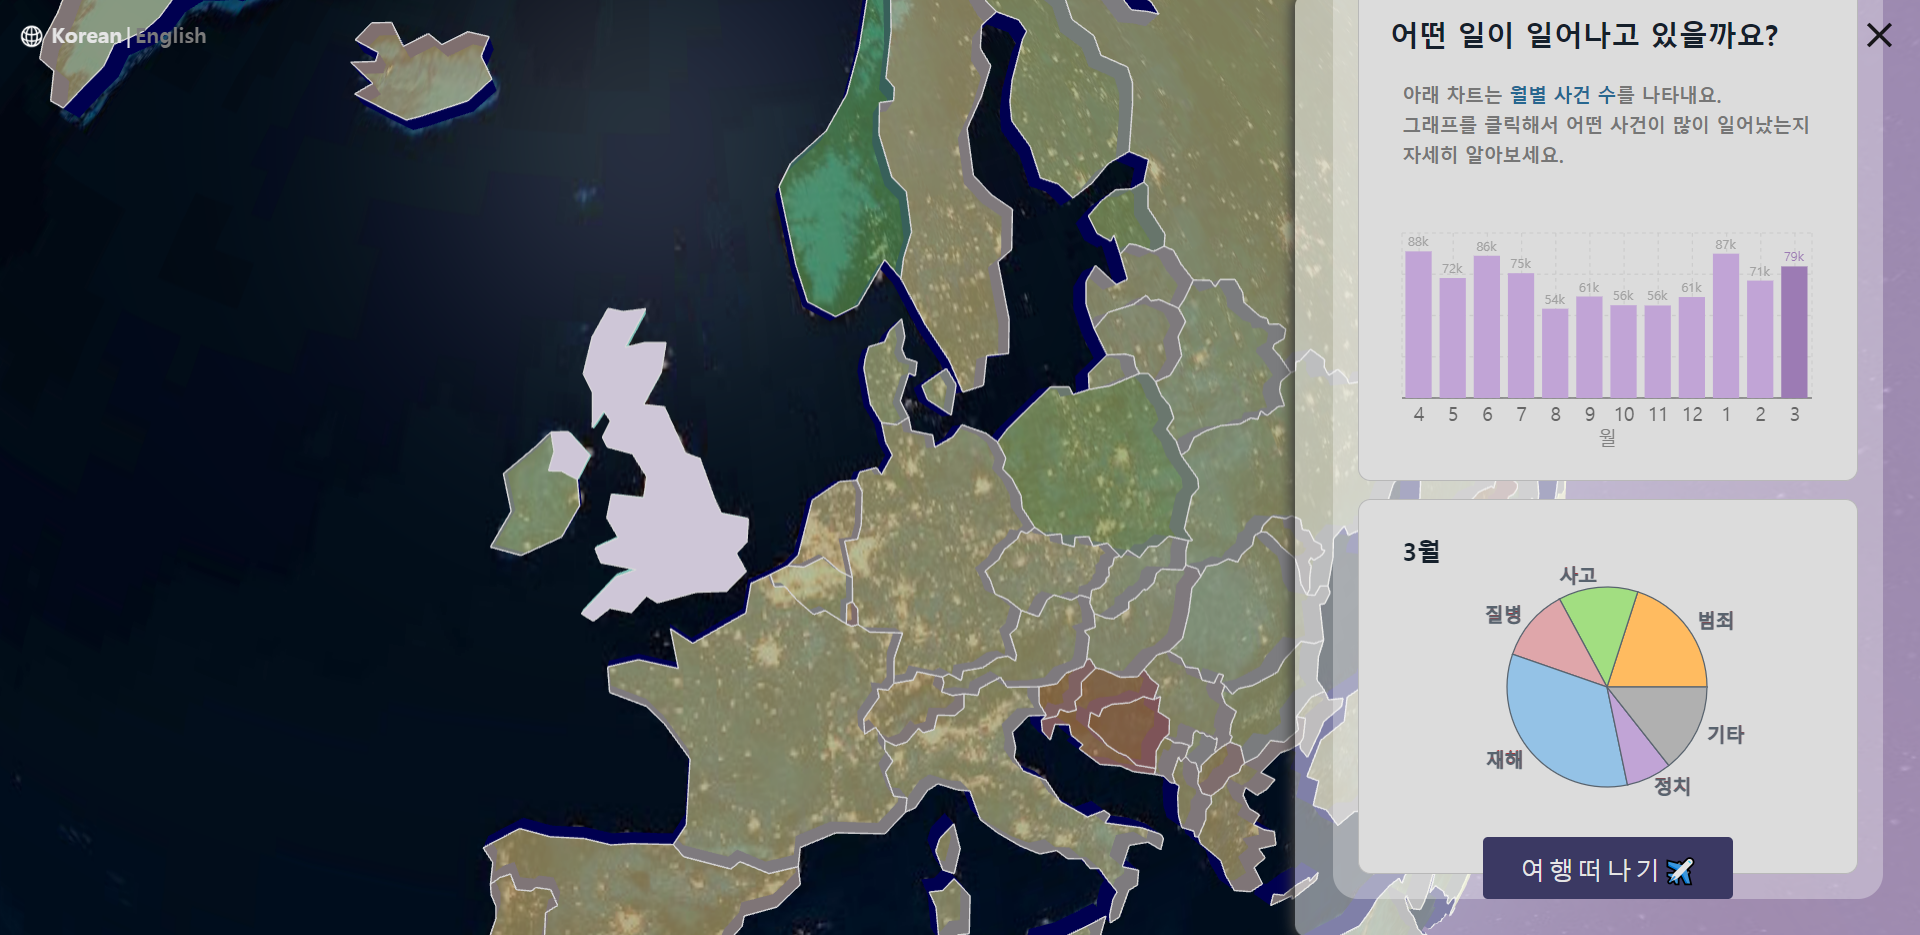 Korean | English
어떤 일이 일어나고 있을까요?
아래 차트는 월별 사건 수를 나타내요.
그래프를 클릭해서 어떤 사건이 많이 일어났는지
자세히 알아보세요.
88k 72k 86k 75k 54k 61k 56k 56k 61k 87k 71k 79k
4 5 6 7 8 9 10 11 12 1 2 3
월
3월
사고
질병
범죄
재해
기타
정치
여행떠나기